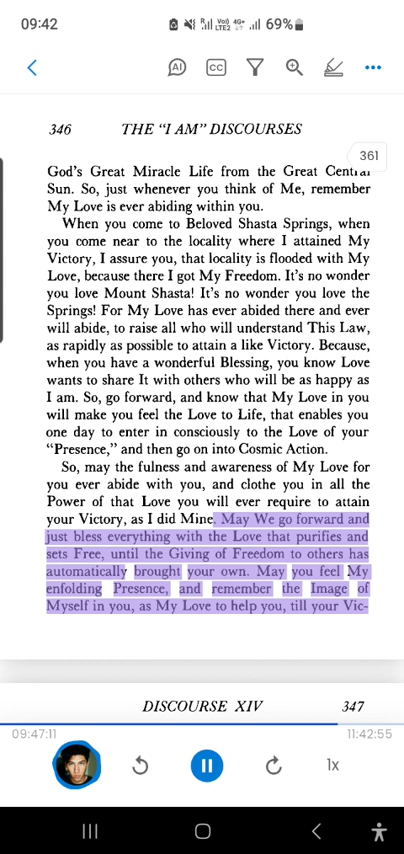 09:42
R Vo)) LTE2 4G+ 69%
AI CC
346 THE “I AM” DISCOURSES
361
God's Great Miracle Life from the Great Central
Sun. So, just whenever you think of Me, remember
My Love is ever abiding within you.
When you come to Beloved Shasta Springs, when
you come near to the locality where I attained My
Victory, I assure you, that locality is flooded with My
Love, because there I got My Freedom. It's no wonder
you love Mount Shasta! It's no wonder you love the
Springs! For My Love has ever abided there and ever
will abide, to raise all who will understand This Law,
as rapidly as possible to attain a like Victory. Because,
when you have a wonderful Blessing, you know Love
wants to share It with others who will be as happy as
I am. So, go forward, and know that My Love in you
will make you feel the Love to Life, that enables you
one day to enter in consciously to the Love of your
“Presence,” and then go on into Cosmic Action.
So, may the fulness and awareness of My Love for
you ever abide with you, and clothe you in all the
Power of that Love you will ever require to attain
your Victory, as I did Mine. May We go forward and
just bless everything with the Love that purifies and
sets Free, until the Giving of Freedom to others has
automatically brought your own. May you feel My
enfolding Presence, and remember the Image of
Myself in you, as My Love to help you, till your Vic-
DISCOURSE XIV 347
09:47:11 11:42:55
1x